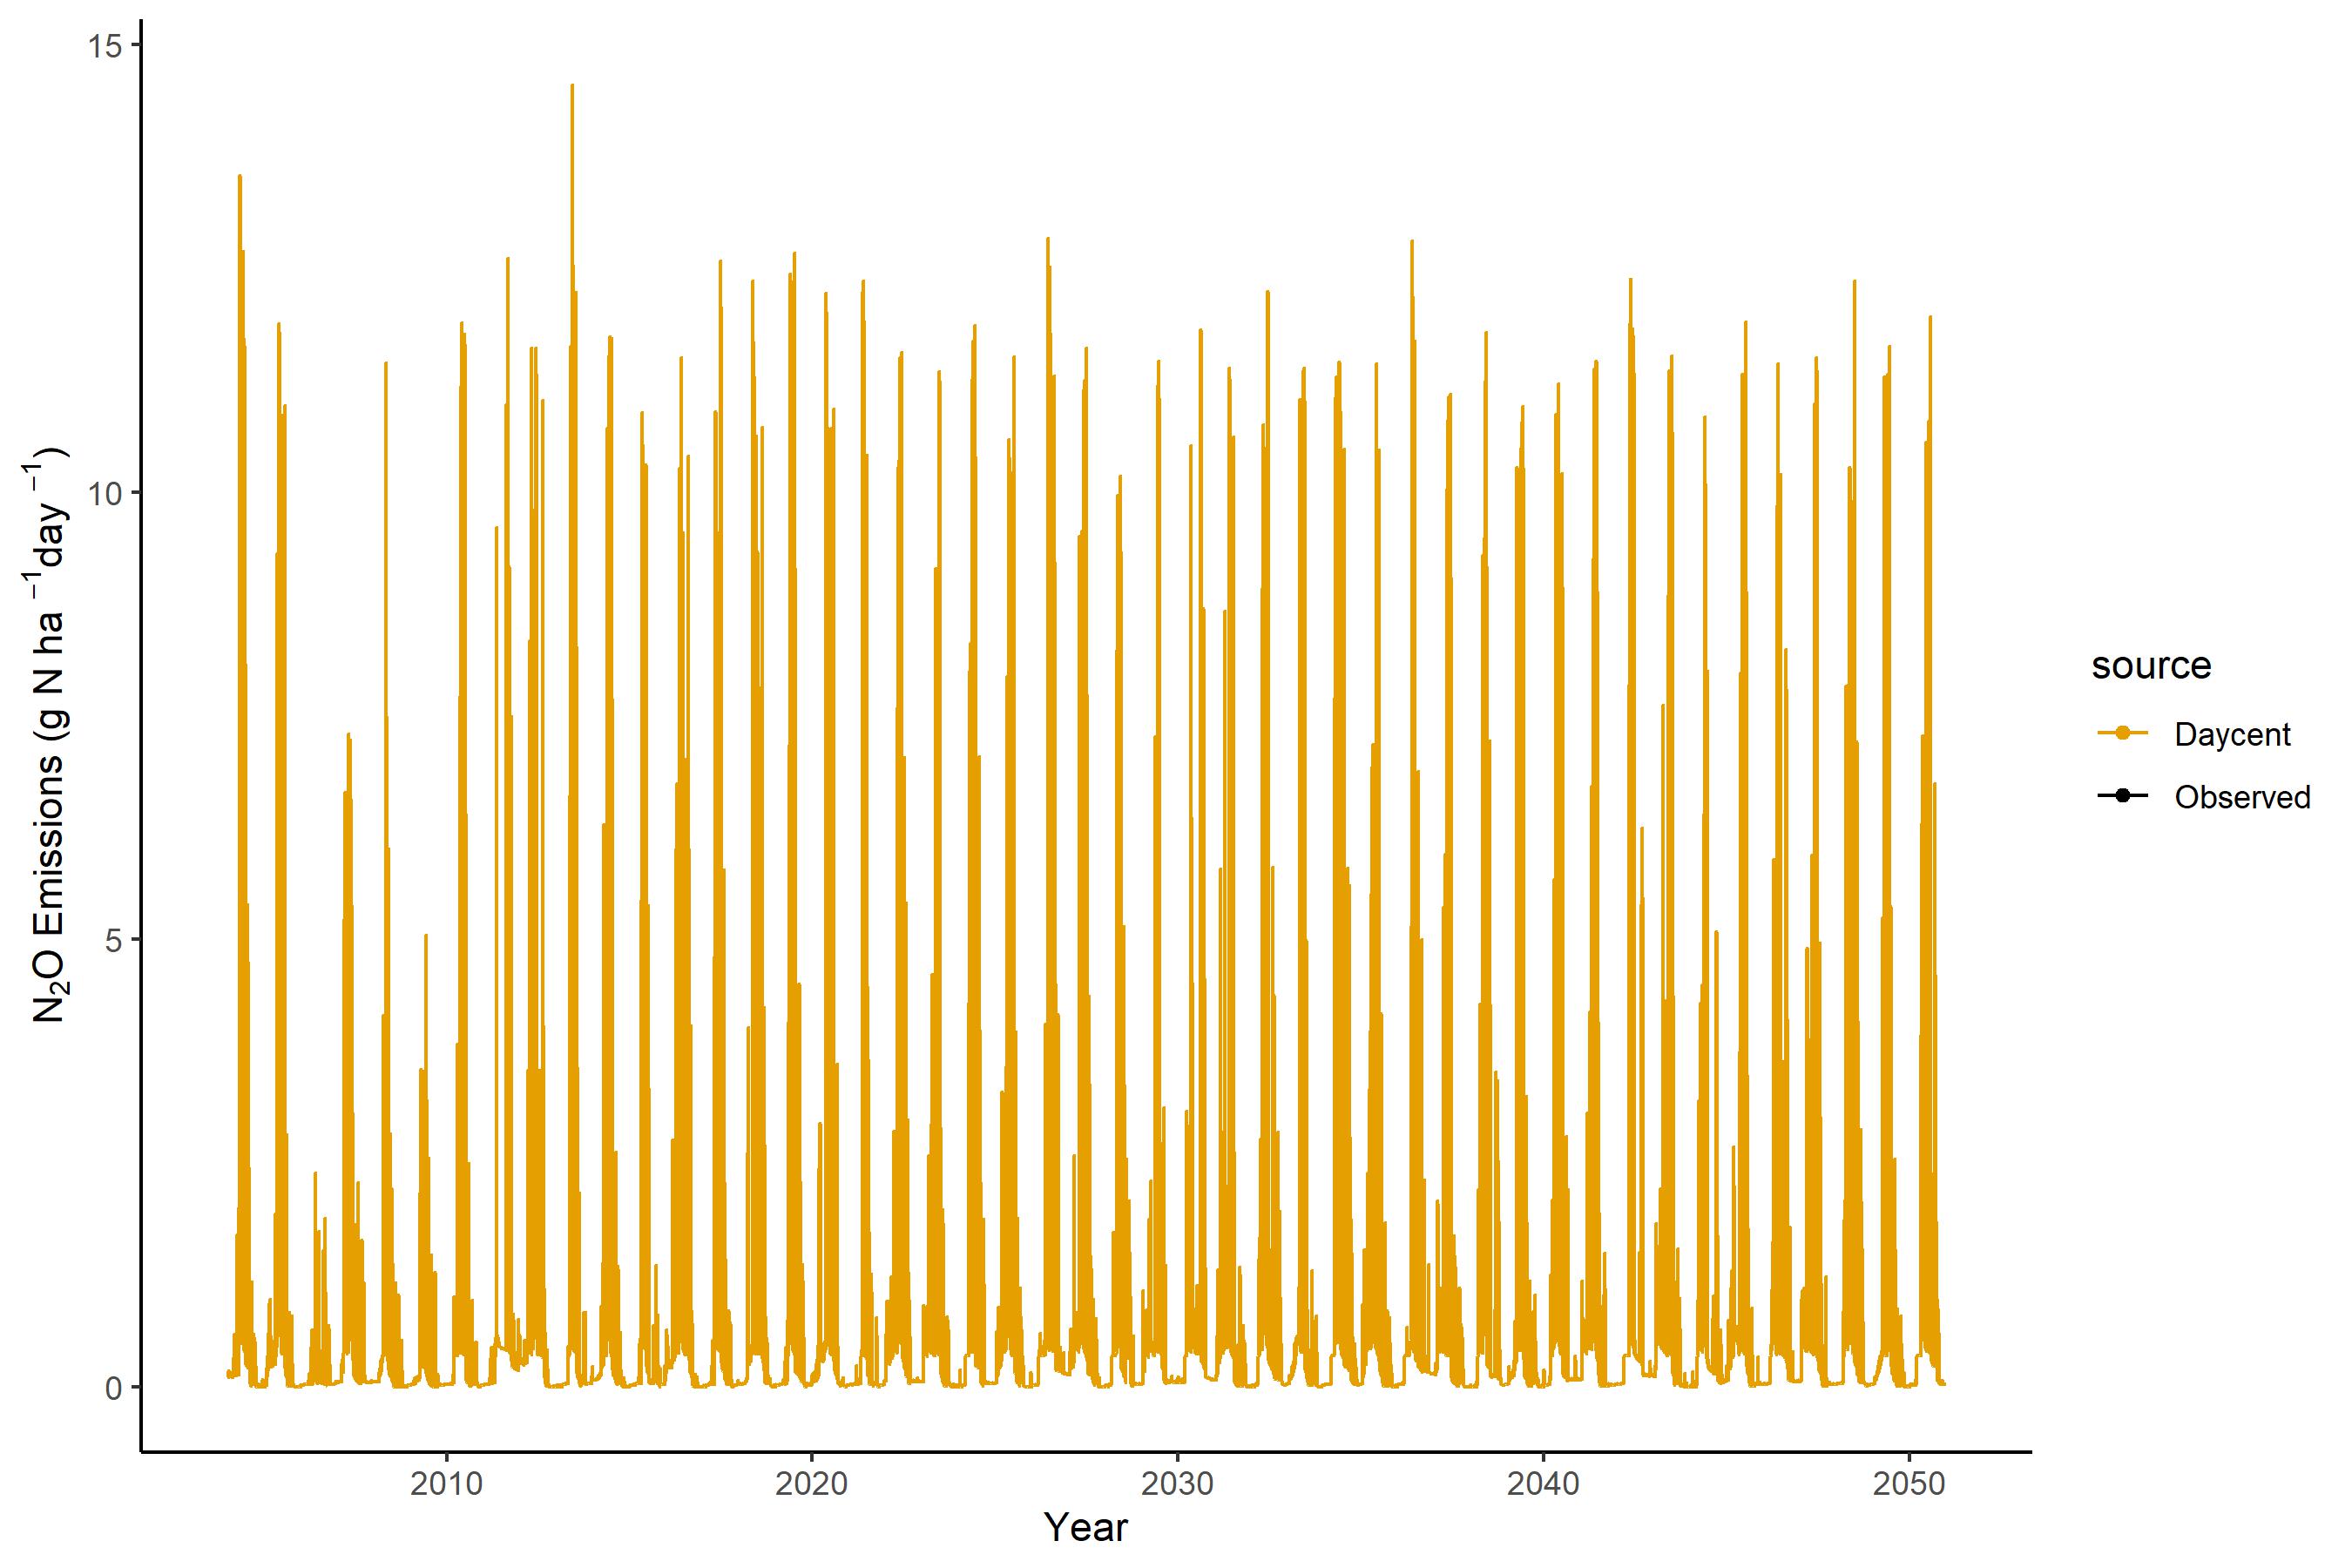 15
10
5
0
N₂O Emissions (g N ha ⁻¹day ⁻¹)
2010 2020 2030 2040 2050
Year
source
Daycent
Observed